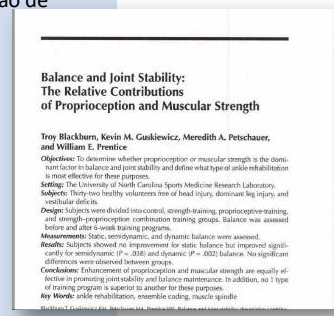 ão de
Balance and Joint Stability:
The Relative Contributions
of Proprioception and Muscular Strength
Troy Blackburn, Kevin M. Guskiewicz, Meredith A. Petschauer,
and William E. Prentice
Objectives: To determine whether proprioception or muscular strength is the domi-
nant factor in balance and joint stability and define what type of ankle rehabilitation
is most effective for these purposes.
Setting: The University of North Carolina Sports Medicine Research Laboratory.
Subjects: Thirty-two healthy volunteers free of head injury, dominant leg injury, and
vestibular deficits.
Design: Subjects were divided into control, strength-training, proprioceptive-training,
and strength-proprioception combination training groups. Balance was assessed
before and after 6-week training programs.
Measurements: Static, semidynamic, and dynamic balance were assessed.
Results: Subjects showed no improvement for static balance but improved signifi-
cantly for semidynamic (P = .038) and dynamic (P = .002) balance. No significant
differences were observed between groups.
Conclusions: Enhancement of proprioception and muscular strength are equally ef-
fective in promoting joint stability and balance maintenance. In addition, no 1 type
of training program is superior to another for these purposes.
Key Words: ankle rehabilitation, ensemble coding, muscle spindle